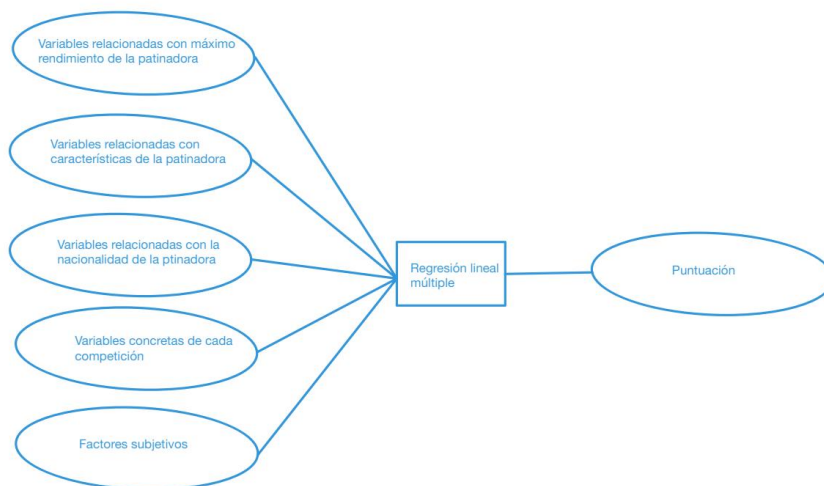 Variables relacionadas con máximo
rendimiento de la patinadora
Variables relacionadas con
características de la patinadora
Variables relacionadas con la
nacionalidad de la ptinadora
Variables concretas de cada
competición
Factores subjetivos
Regresión lineal
múltiple
Puntuación